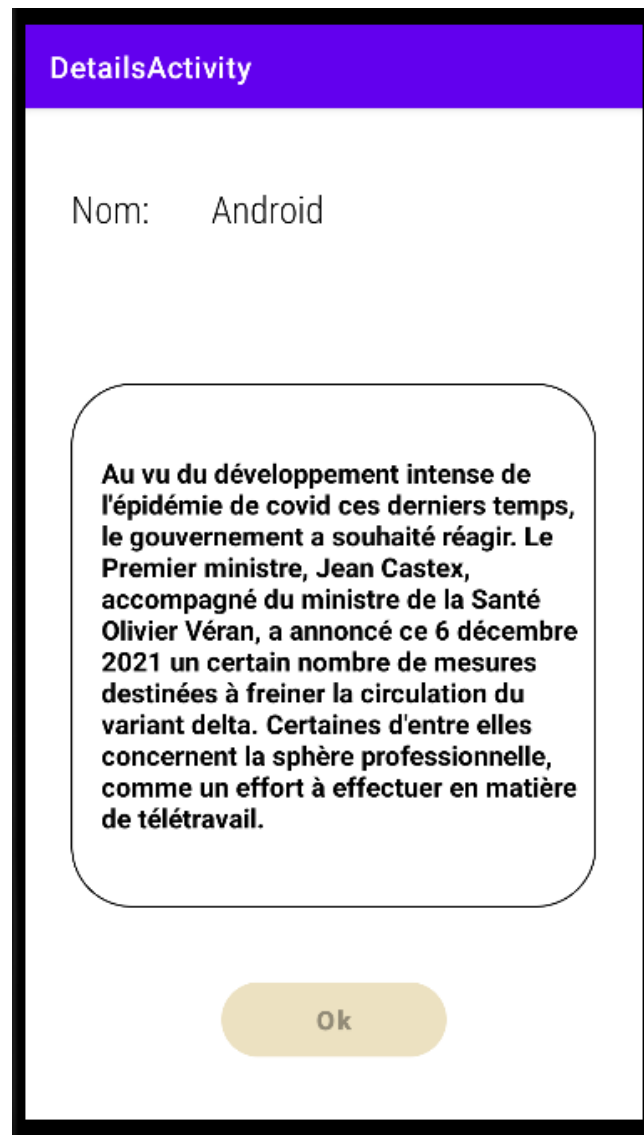 DetailsActivity
Nom: Android
Au vu du développement intense de
l'épidémie de covid ces derniers temps,
le gouvernement a souhaité réagir. Le
Premier ministre, Jean Castex,
accompagné du ministre de la Santé
Olivier Véran, a annoncé ce 6 décembre
2021 un certain nombre de mesures
destinées à freiner la circulation du
variant delta. Certaines d'entre elles
concernent la sphère professionnelle,
comme un effort à effectuer en matière
de télétravail.
Ok